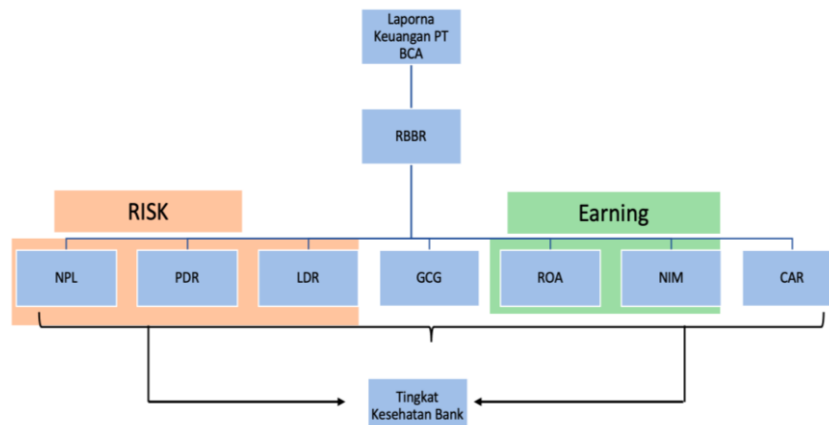 Laporna
Keuangan PT
BCA
RBBR
RISK
Earning
NPL
PDR
LDR
GCG
ROA
NIM
CAR
Tingkat
Kesehatan Bank